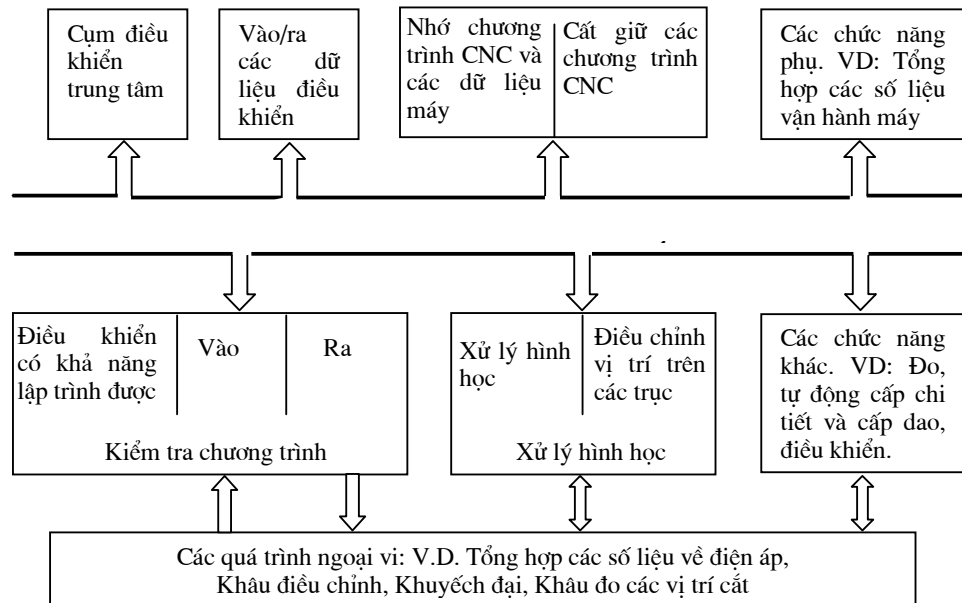 Cụm điều
khiển
trung tâm
Vào/ra
các dữ
liệu điều
khiển
Nhớ chương
trình CNC và
các dữ liệu
máy
Cất giữ các
chương trình
CNC
Các chức năng
phụ. VD: Tổng
hợp các số liệu
vận hành máy
Điều khiển
có khả năng
lập trình được
Vào
Ra
Kiểm tra chương trình
Xử lý hình
học
Điều chỉnh
vị trí trên
các trục
Xử lý hình học
Các chức năng
khác. VD: Đo,
tự động cấp chi
tiết và cấp dao,
điều khiển.
Các quá trình ngoại vi: V.D. Tổng hợp các số liệu về điện áp,
Khâu điều chỉnh, Khuyếch đại, Khâu đo các vị trí cắt